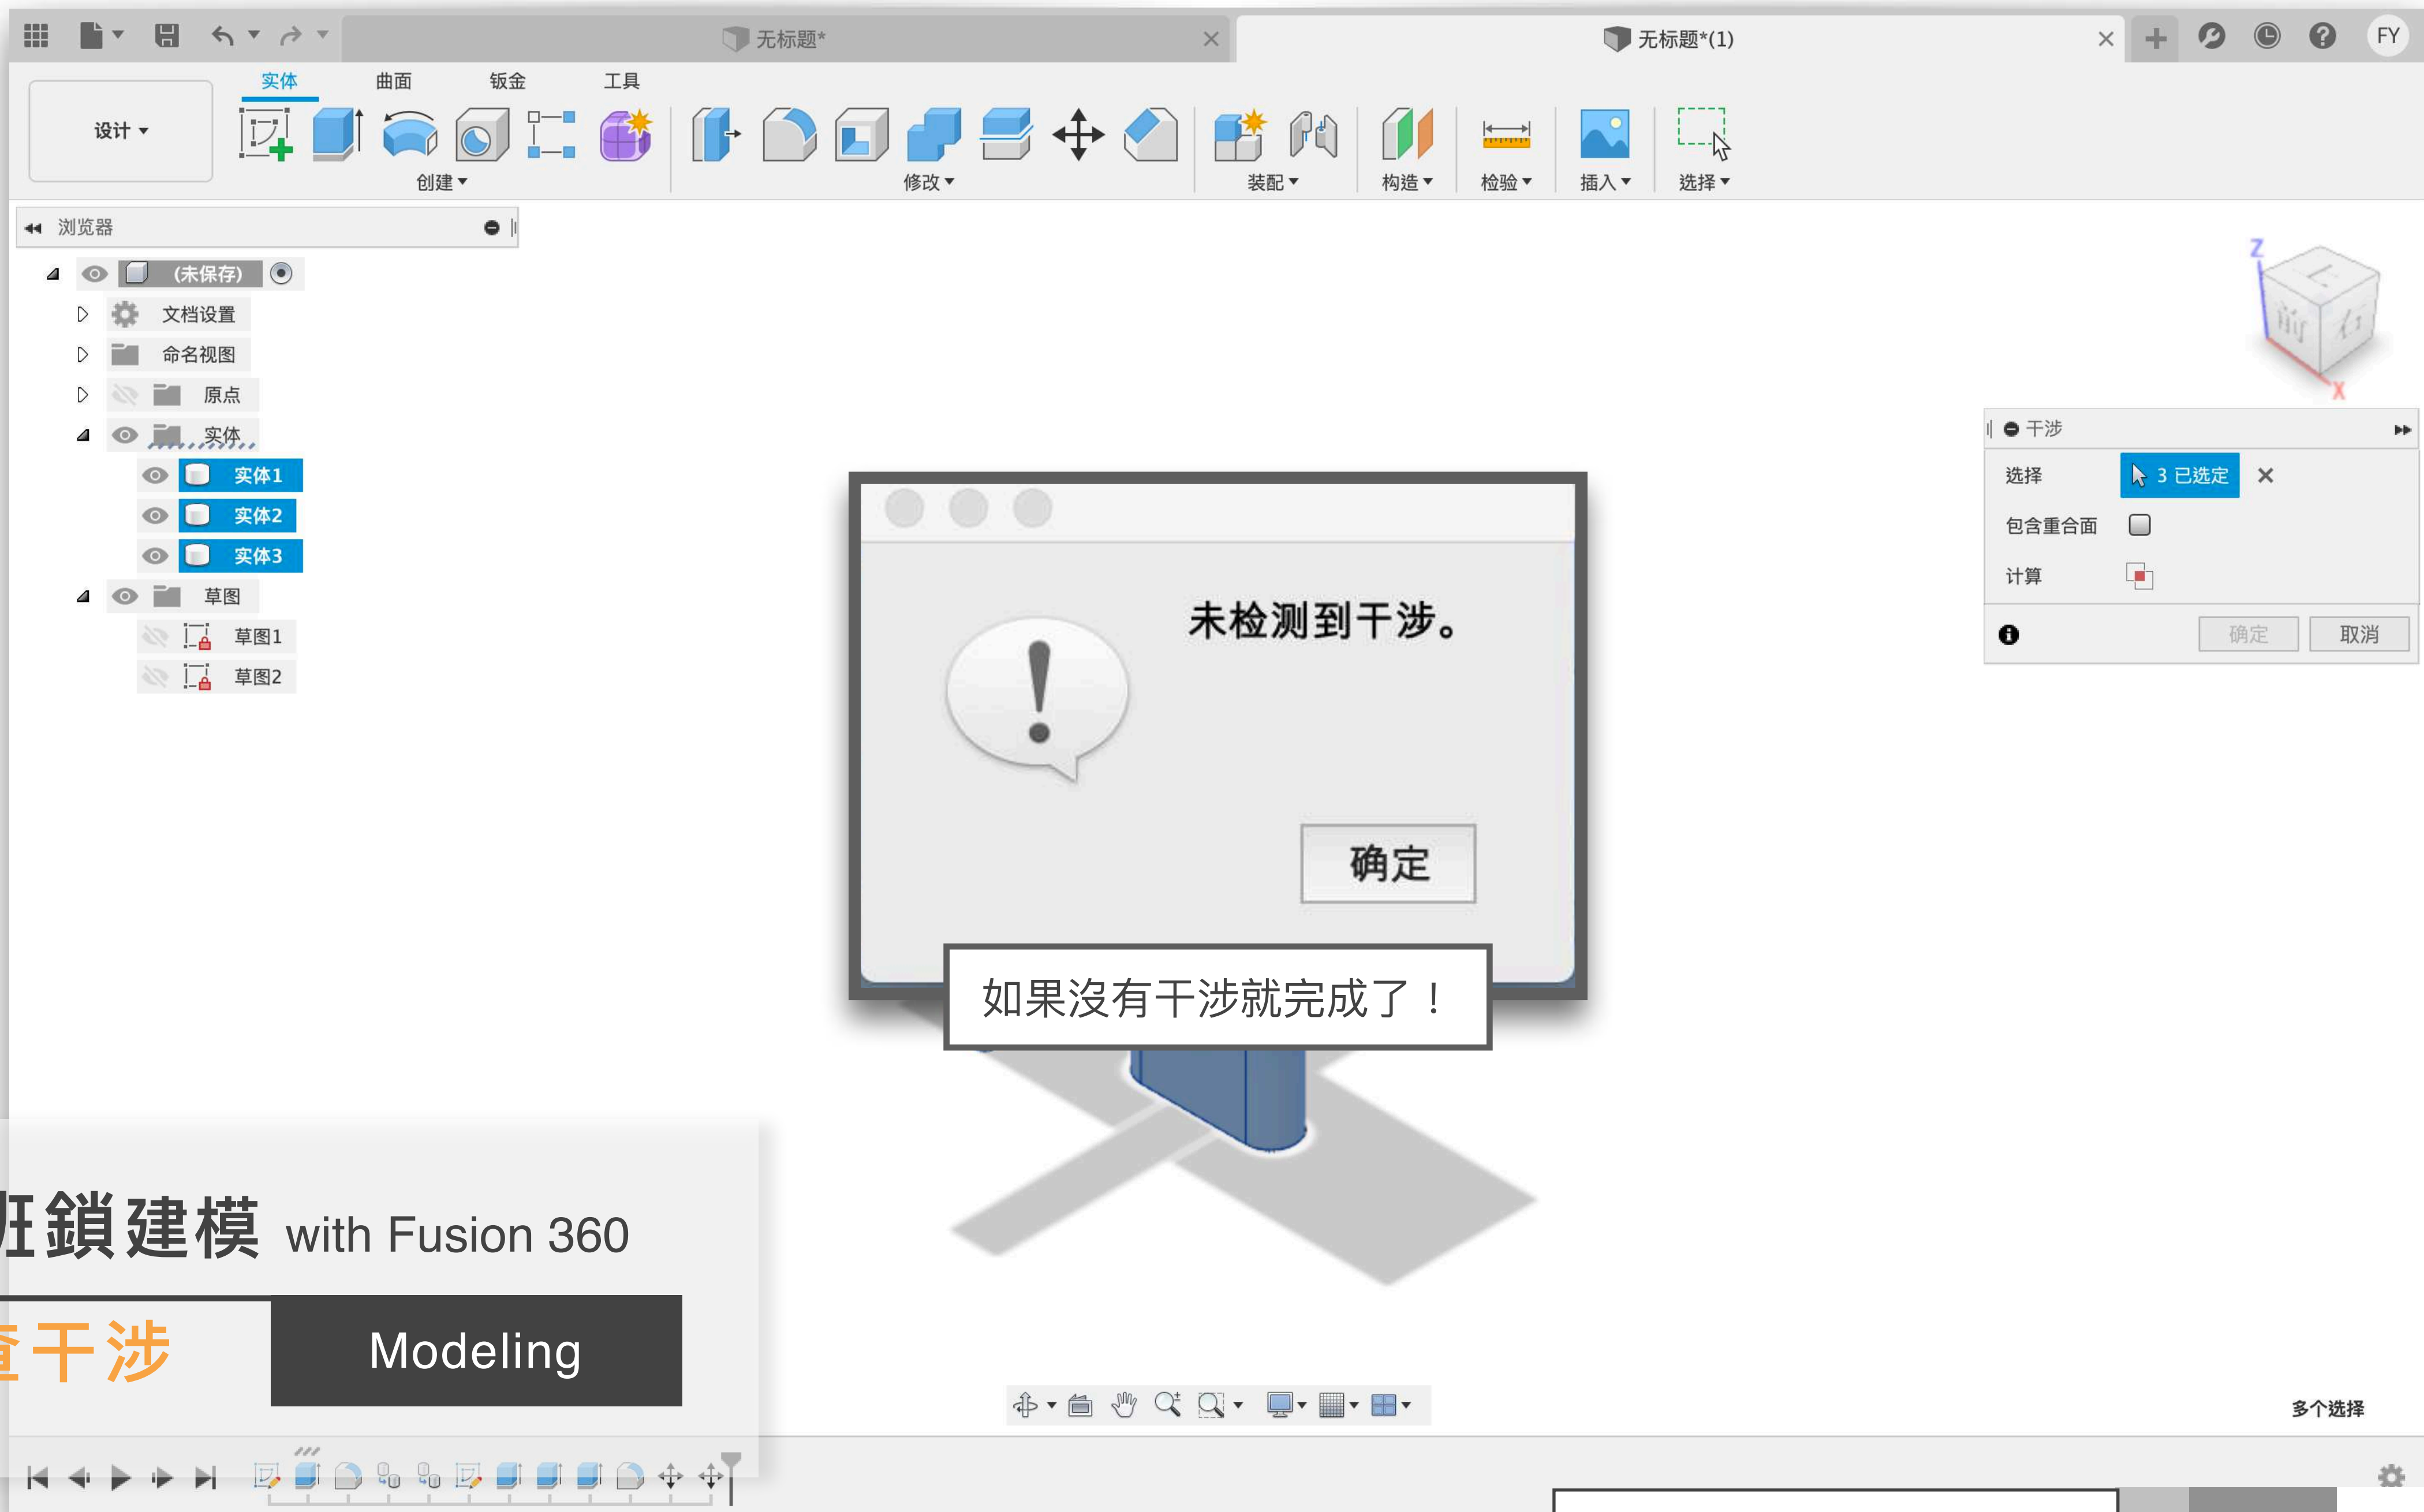 无标题*
无标题*(1)
FY
实体
曲面
钣金
工具
设计
创建
修改
装配
构造
检验
插入
选择
浏览器
(未保存)
文档设置
命名视图
原点
实体
实体1
实体2
实体3
草图
草图1
草图2
Z
上
前
右
X
干涉
选择
3 已选定
包含重合面
计算
确定
取消
未检测到干涉。
确定
如果沒有干涉就完成了！
班鎖建模 with Fusion 360
查干涉
Modeling
多个选择